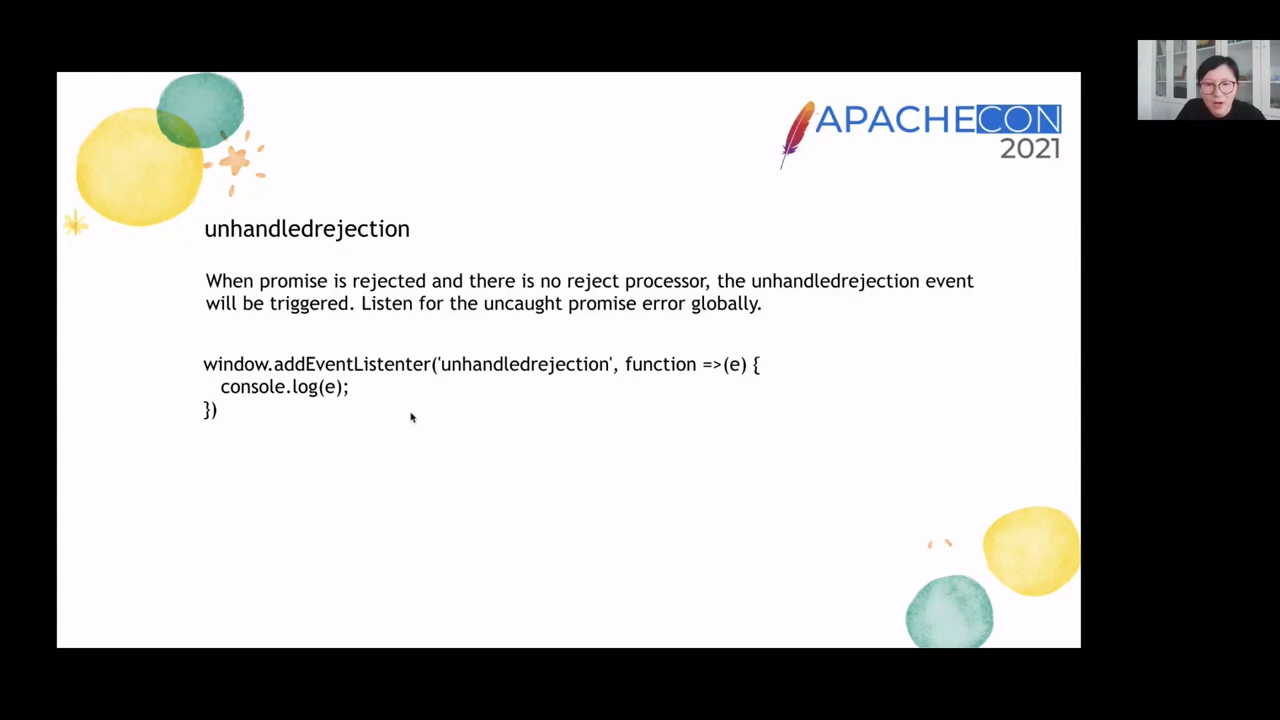 APACHECON
2021
unhandledrejection
When promise is rejected and there is no reject processor, the unhandledrejection event
will be triggered. Listen for the uncaught promise error globally.
window.addEventListenter('unhandledrejection', function =>(e) {
console.log(e);
})